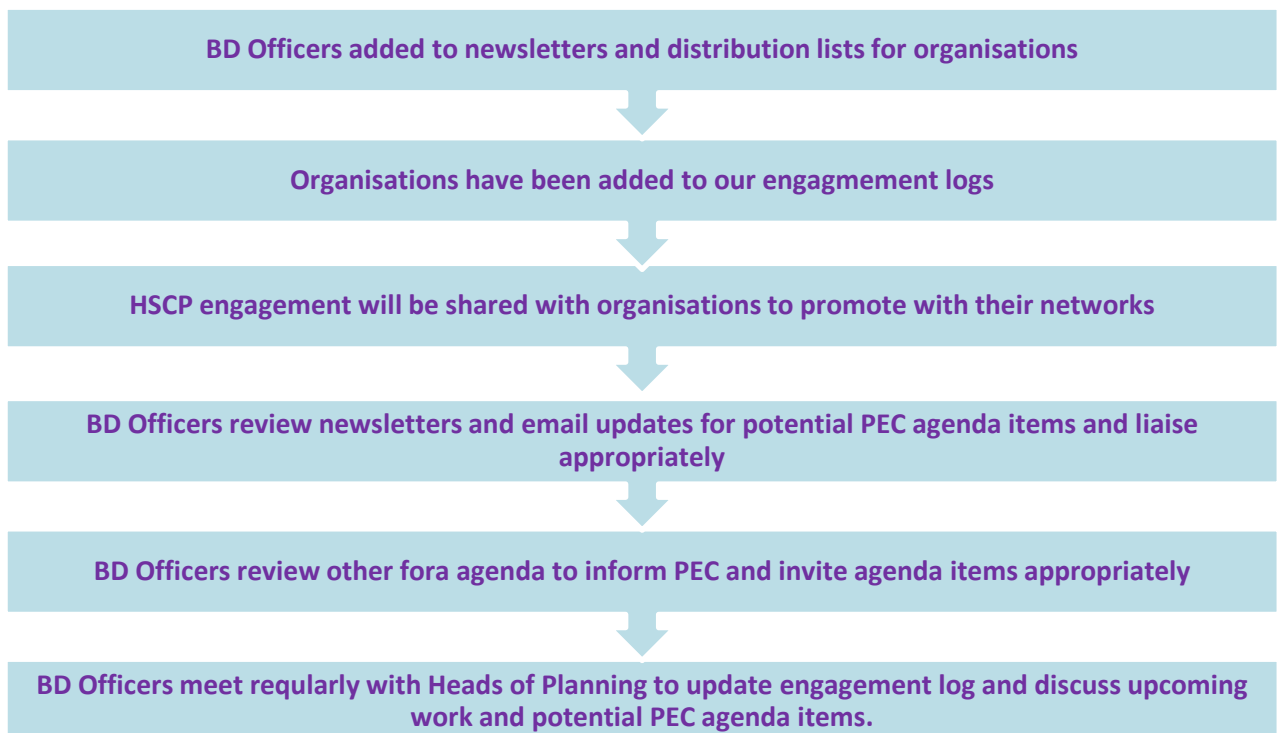 BD Officers added to newsletters and distribution lists for organisations
Organisations have been added to our engagmement logs
HSCP engagement will be shared with organisations to promote with their networks
BD Officers review newsletters and email updates for potential PEC agenda items and liaise
appropriately
BD Officers review other fora agenda to inform PEC and invite agenda items appropriately
BD Officers meet reqularly with Heads of Planning to update engagement log and discuss upcoming
work and potential PEC agenda items.